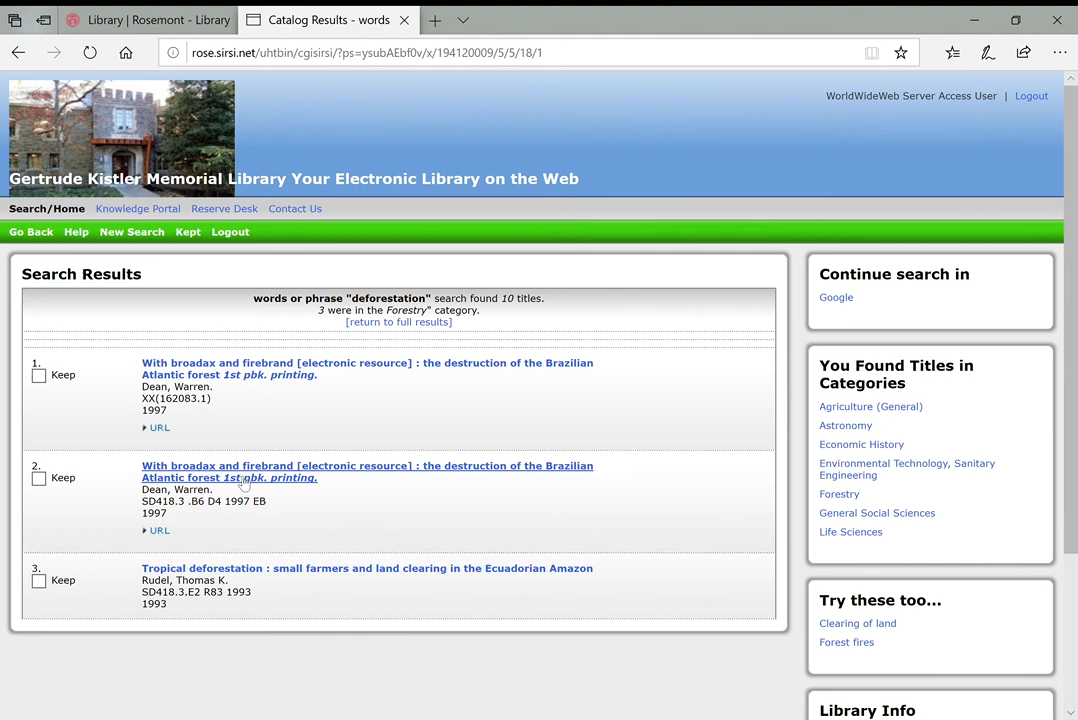 Library | Rosemont - Library
Catalog Results - words
rose.sirsi.net/uhtbin/cgisirsi/?ps=ysubAEbf0v/x/194120009/5/5/18/1
WorldWideWeb Server Access User | Logout
Gertrude Kistler Memorial Library Your Electronic Library on the Web
Search/Home Knowledge Portal Reserve Desk Contact Us
Go Back Help New Search Kept Logout
Search Results
words or phrase "deforestation" search found 10 titles.
3 were in the Forestry" category.
[return to full results]
1.
Keep
With broadax and firebrand [electronic resource] : the destruction of the Brazilian
Atlantic forest 1st pbk. printing.
Dean, Warren.
XX(162083.1)
1997
URL
2.
Keep
With broadax and firebrand [electronic resource] : the destruction of the Brazilian
Atlantic forest 1st pbk. printing.
Dean, Warren.
SD418.3 .B6 D4 1997 EB
1997
URL
3.
Keep
Tropical deforestation : small farmers and land clearing in the Ecuadorian Amazon
Rudel, Thomas K.
SD418.3.E2 R83 1993
1993
Continue search in
Google
You Found Titles in
Categories
Agriculture (General)
Astronomy
Economic History
Environmental Technology, Sanitary
Engineering
Forestry
General Social Sciences
Life Sciences
Try these too...
Clearing of land
Forest fires
Library Info